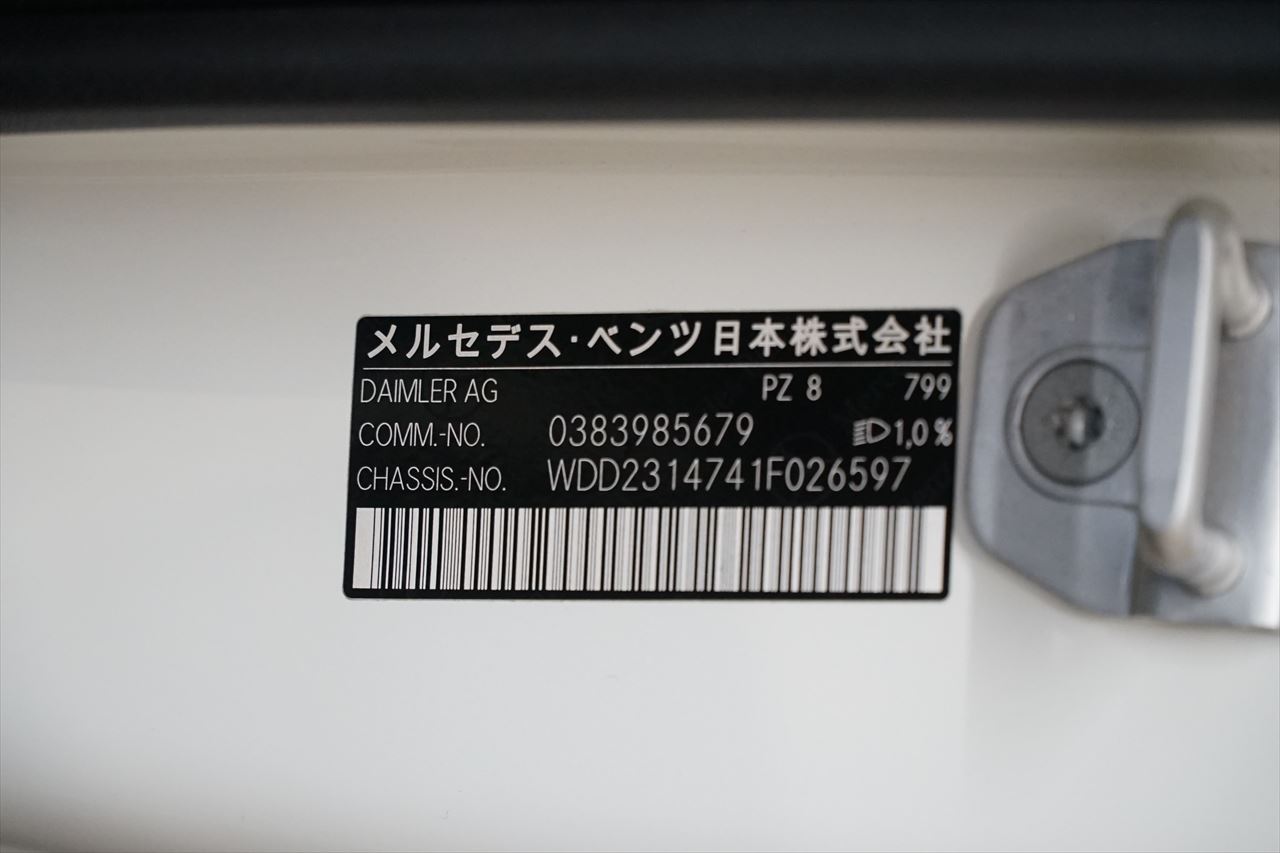 メルセデス・ベンツ日本株式会社
DAIMLER AG PZ 8 799
COMM.-NO. 0383985679 1,0 %
CHASSIS.-NO. WDD2314741F026597